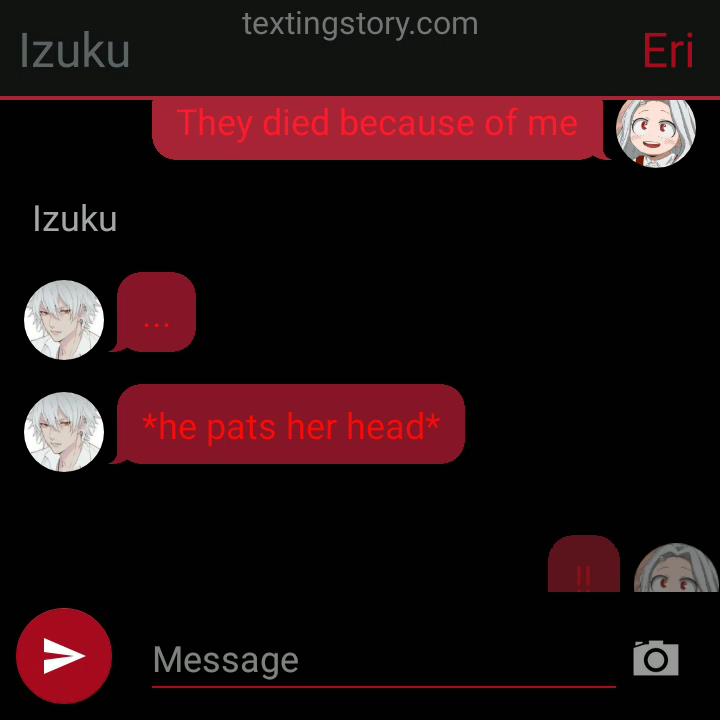 textingstory.com
Izuku
Eri
They died because of me
Izuku
...
*he pats her head*
!!
Message